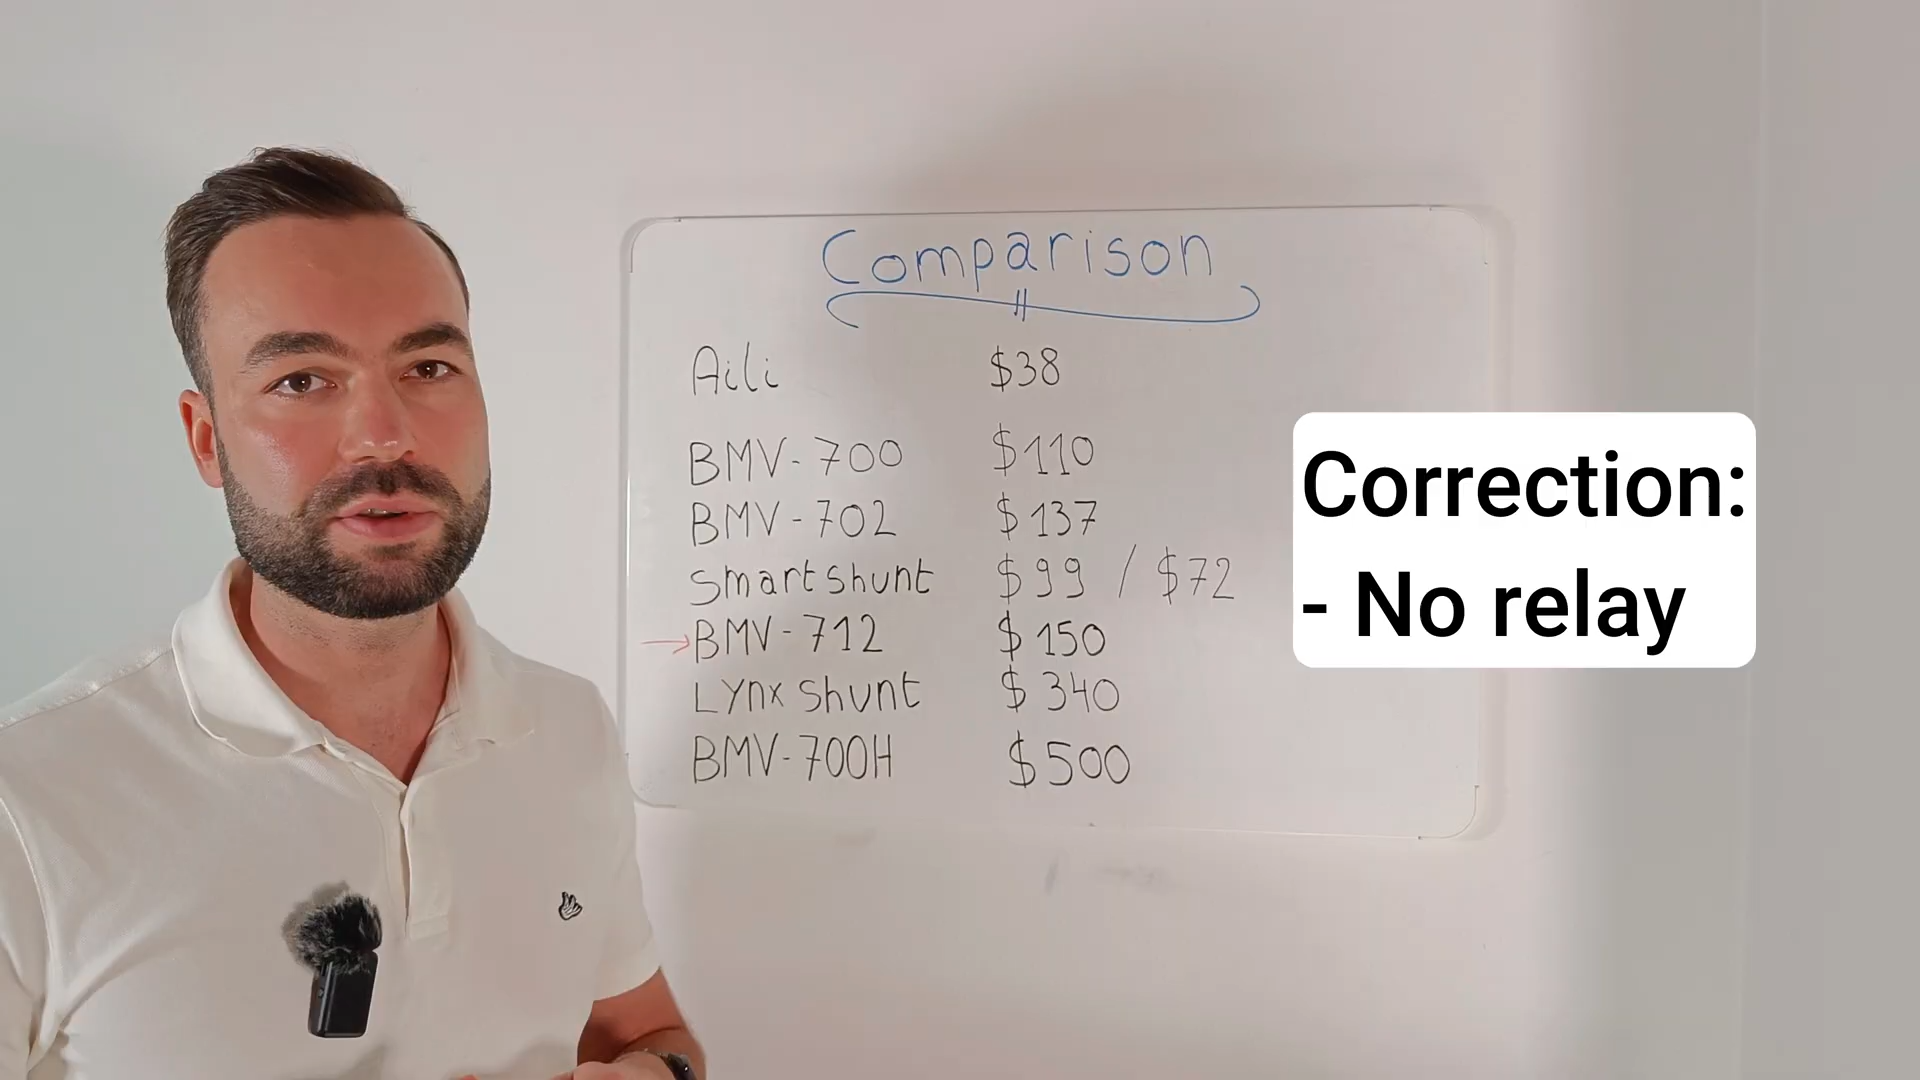 Comparison
Aili $38
BMV-700 $110
BMV-702 $137
Smartshunt $99 / $72
→BMV-712 $150
Lynx shunt $340
BMV-700H $500
Correction:
- No relay